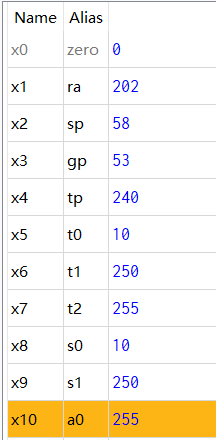 Name Alias
x0 zero 0
x1 ra 202
x2 sp 58
x3 gp 53
x4 tp 240
x5 t0 10
x6 t1 250
x7 t2 255
x8 s0 10
x9 s1 250
x10 a0 255